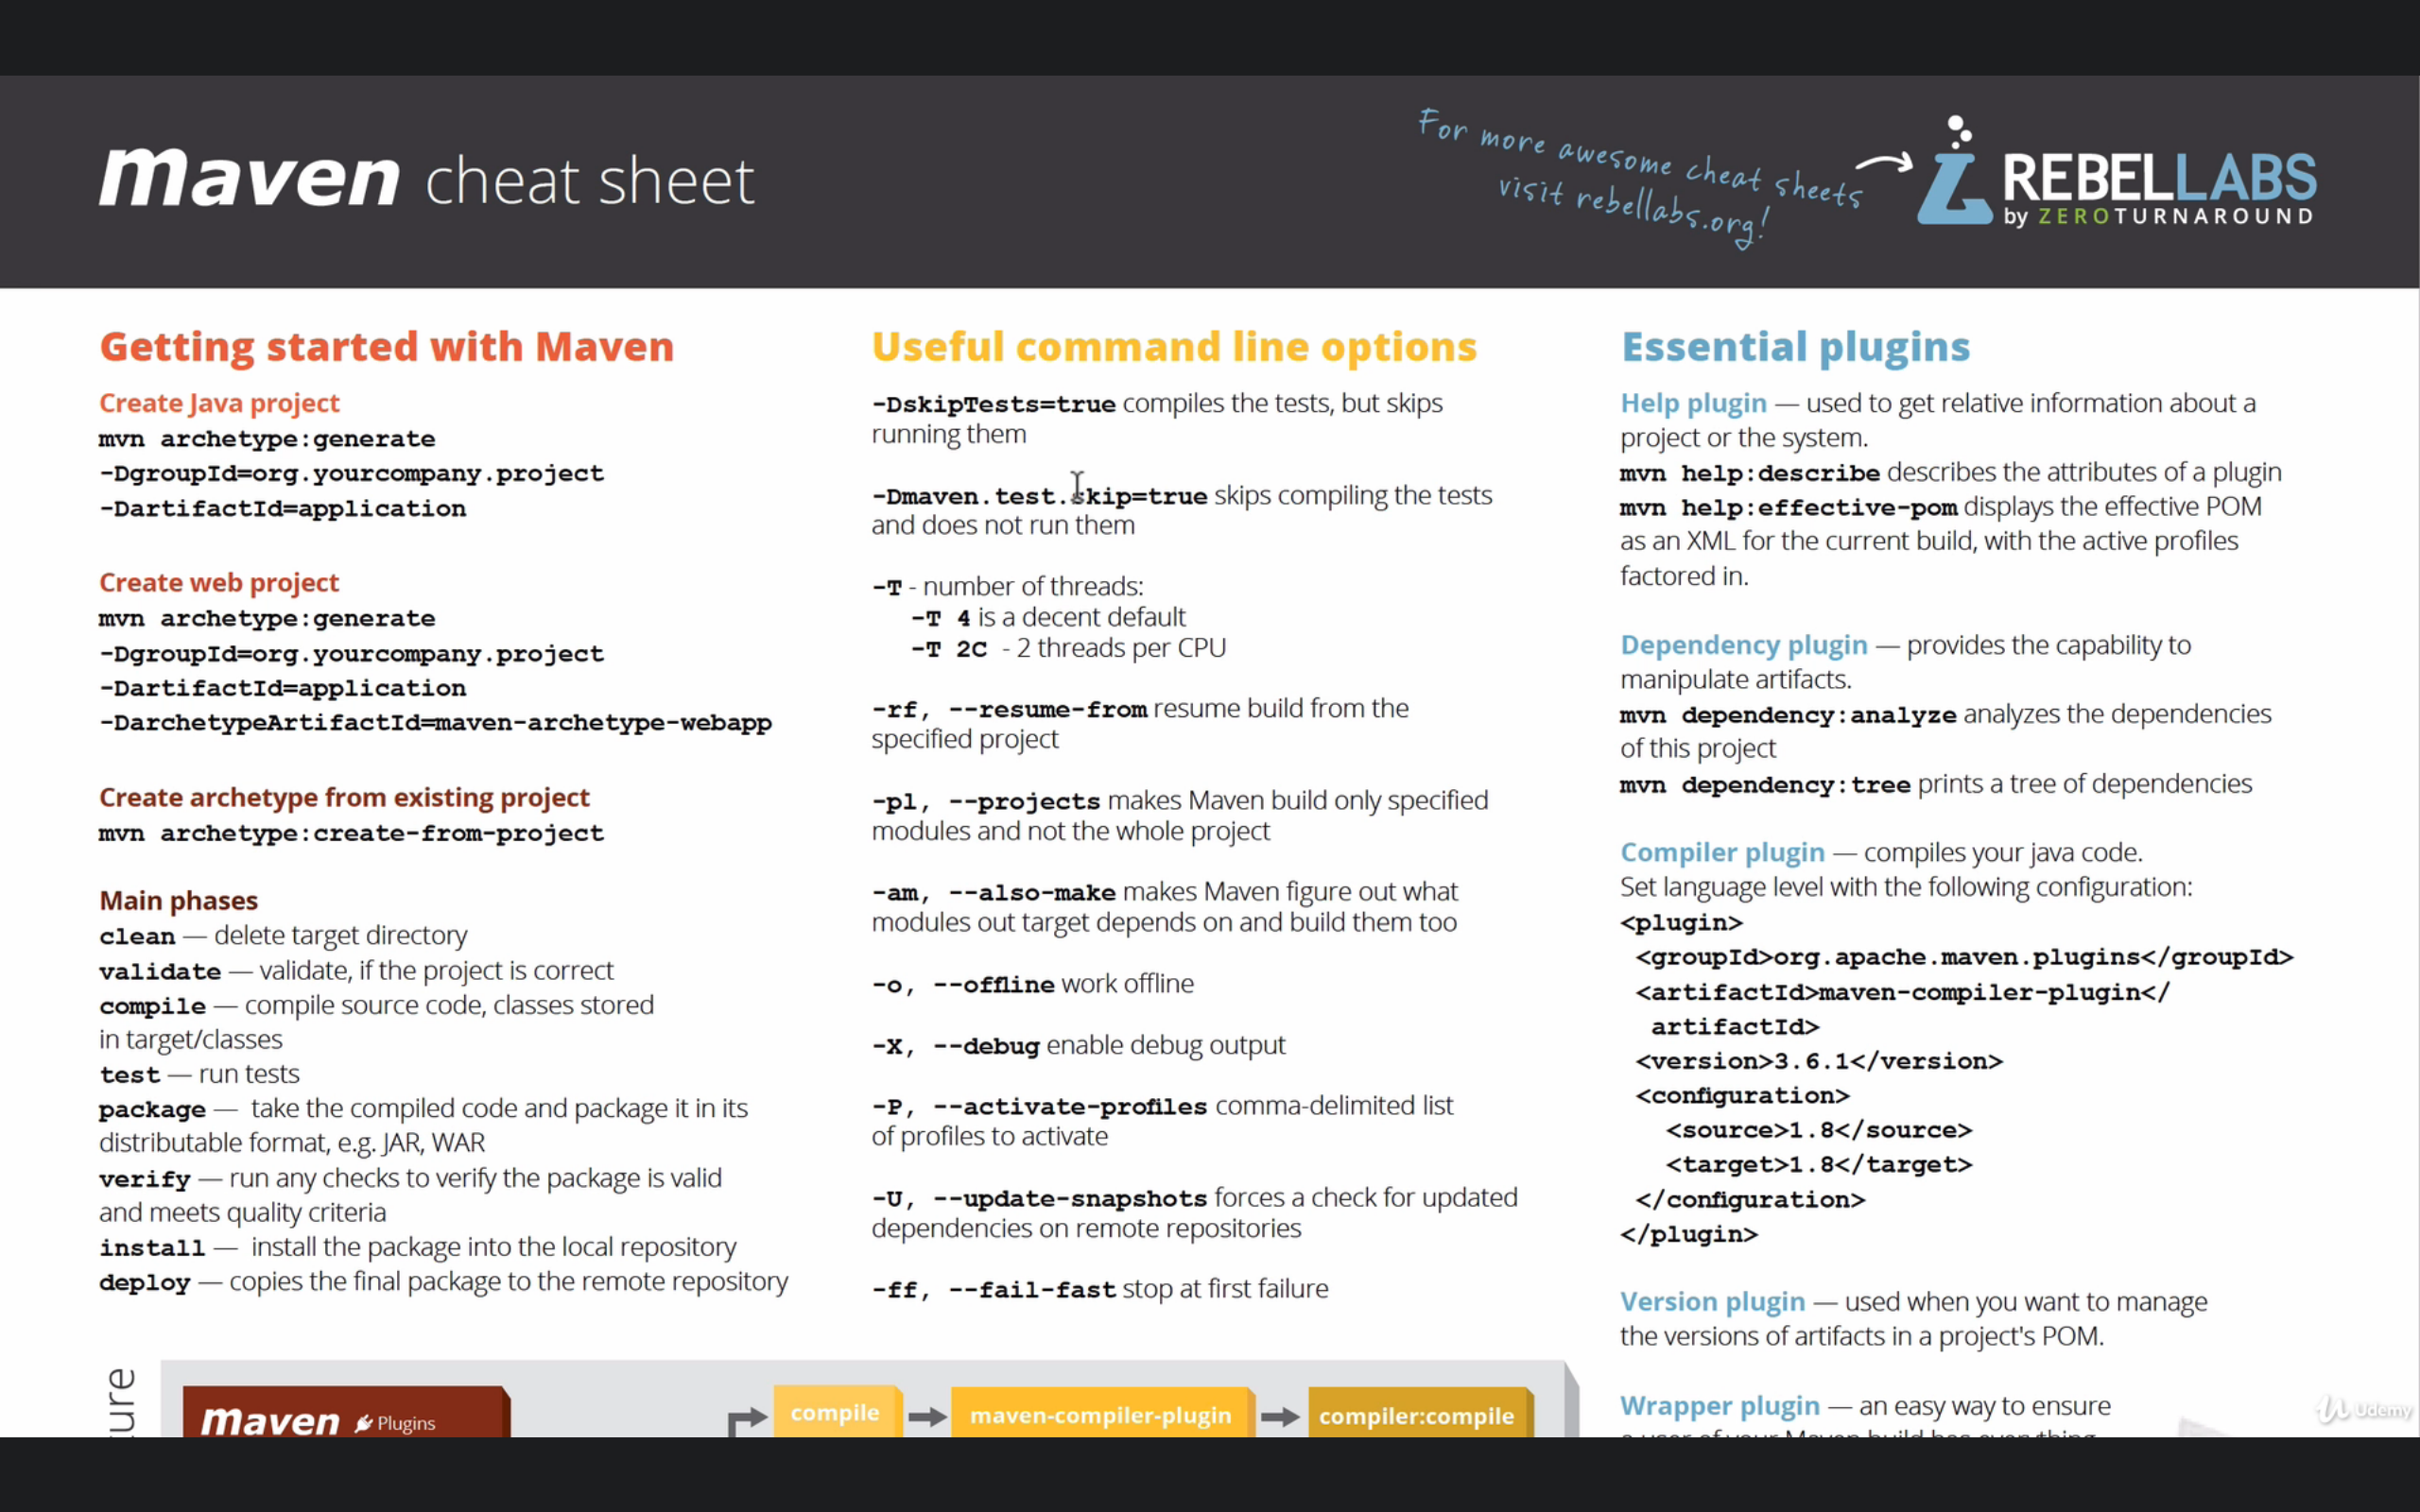 maven cheat sheet
For more awesome cheat sheets
visit rebellabs.org!
REBELLABS
by ZEROTURNAROUND
Getting started with Maven
Create Java project
mvn archetype:generate
-DgroupId=org.yourcompany.project
-DartifactId=application
Create web project
mvn archetype:generate
-DgroupId=org.yourcompany.project
-DartifactId=application
-DarchetypeArtifactId=maven-archetype-webapp
Create archetype from existing project
mvn archetype:create-from-project
Main phases
clean — delete target directory
validate — validate, if the project is correct
compile — compile source code, classes stored
in target/classes
test — run tests
package — take the compiled code and package it in its
distributable format, e.g. JAR, WAR
verify — run any checks to verify the package is valid
and meets quality criteria
install — install the package into the local repository
deploy — copies the final package to the remote repository
Useful command line options
-DskipTests=true compiles the tests, but skips
running them
-Dmaven.test.skip=true skips compiling the tests
and does not run them
-T - number of threads:
-T 4 is a decent default
-T 2C - 2 threads per CPU
-rf, --resume-from resume build from the
specified project
-pl, --projects makes Maven build only specified
modules and not the whole project
-am, --also-make makes Maven figure out what
modules out target depends on and build them too
-o, --offline work offline
-X, --debug enable debug output
-P, --activate-profiles comma-delimited list
of profiles to activate
-U, --update-snapshots forces a check for updated
dependencies on remote repositories
-ff, --fail-fast stop at first failure
Essential plugins
Help plugin — used to get relative information about a
project or the system.
mvn help:describe describes the attributes of a plugin
mvn help:effective-pom displays the effective POM
as an XML for the current build, with the active profiles
factored in.
Dependency plugin — provides the capability to
manipulate artifacts.
mvn dependency:analyze analyzes the dependencies
of this project
mvn dependency:tree prints a tree of dependencies
Compiler plugin — compiles your java code.
Set language level with the following configuration:
<plugin>
<groupId>org.apache.maven.plugins</groupId>
<artifactId>maven-compiler-plugin</
artifactId>
<version>3.6.1</version>
<configuration>
<source>1.8</source>
<target>1.8</target>
</configuration>
</plugin>
Version plugin — used when you want to manage
the versions of artifacts in a project's POM.
Wrapper plugin — an easy way to ensure
maven Plugins
compile
maven-compiler-plugin
compiler:compile
Udemy